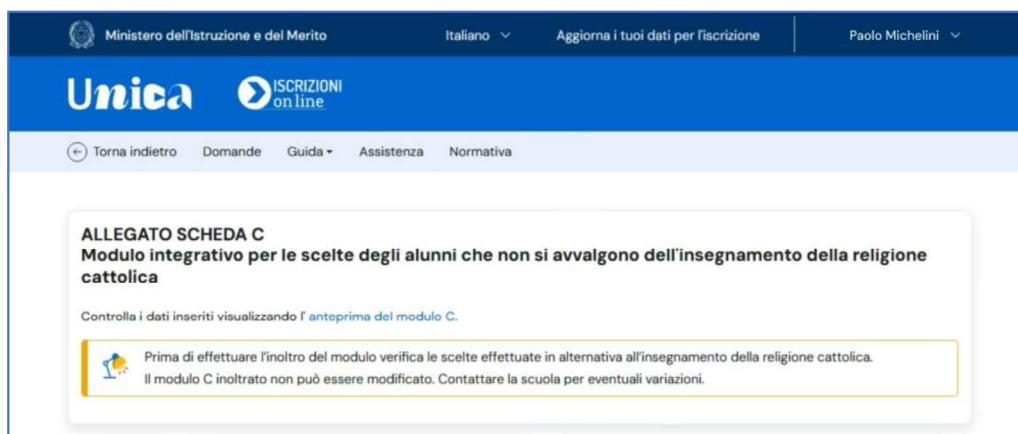 Ministero dell'Istruzione e del Merito Italiano Aggiorna i tuoi dati per l'iscrizione Paolo Michelini
Unica ISCRIZIONI
on line
Torna indietro Domande Guida Assistenza Normativa
ALLEGATO SCHEDA C
Modulo integrativo per le scelte degli alunni che non si avvalgono dell'insegnamento della religione
cattolica
Controlla i dati inseriti visualizzando l' anteprima del modulo C.
Prima di effettuare l'inoltro del modulo verifica le scelte effettuate in alternativa all'insegnamento della religione cattolica.
Il modulo C inoltrato non può essere modificato. Contattare la scuola per eventuali variazioni.